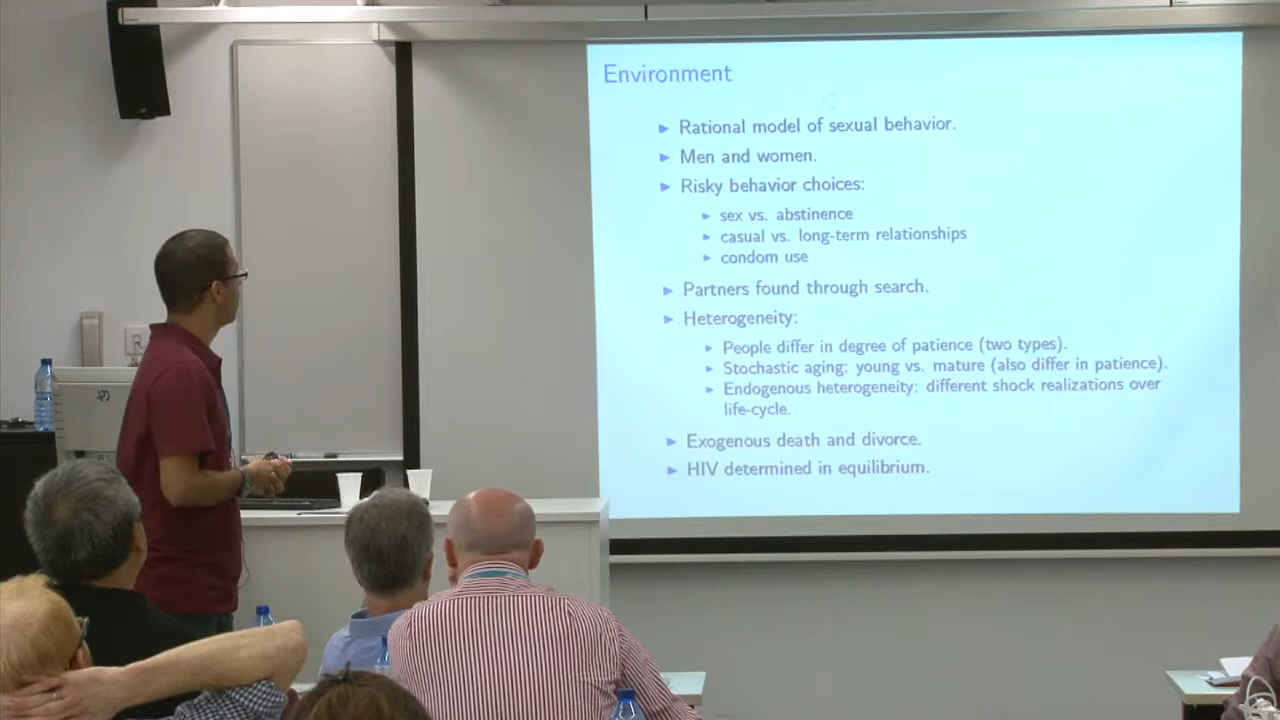 Environment
Rational model of sexual behavior.
Men and women.
Risky behavior choices:
sex vs. abstinence
casual vs. long-term relationships
condom use
Partners found through search.
Heterogeneity:
People differ in degree of patience (two types).
Stochastic aging: young vs. mature (also differ in patience).
Endogenous heterogeneity: different shock realizations over
life-cycle.
Exogenous death and divorce.
HIV determined in equilibrium.